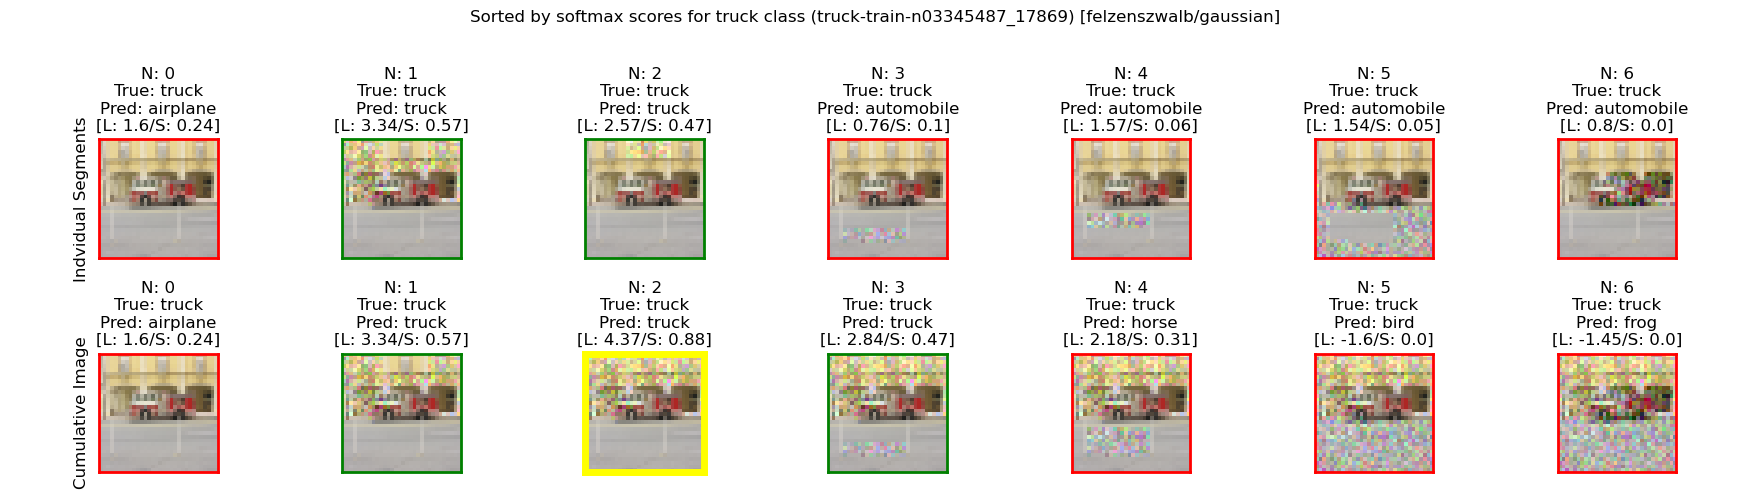 Sorted by softmax scores for truck class (truck-train-n03345487_17869) [felzenszwalb/gaussian]
Indvidual Segments
N: 0
True: truck
Pred: airplane
[L: 1.6/S: 0.24]
N: 1
True: truck
Pred: truck
[L: 3.34/S: 0.57]
N: 2
True: truck
Pred: truck
[L: 2.57/S: 0.47]
N: 3
True: truck
Pred: automobile
[L: 0.76/S: 0.1]
N: 4
True: truck
Pred: automobile
[L: 1.57/S: 0.06]
N: 5
True: truck
Pred: automobile
[L: 1.54/S: 0.05]
N: 6
True: truck
Pred: automobile
[L: 0.8/S: 0.0]
Cumulative Image
N: 0
True: truck
Pred: airplane
[L: 1.6/S: 0.24]
N: 1
True: truck
Pred: truck
[L: 3.34/S: 0.57]
N: 2
True: truck
Pred: truck
[L: 4.37/S: 0.88]
N: 3
True: truck
Pred: truck
[L: 2.84/S: 0.47]
N: 4
True: truck
Pred: horse
[L: 2.18/S: 0.31]
N: 5
True: truck
Pred: bird
[L: -1.6/S: 0.0]
N: 6
True: truck
Pred: frog
[L: -1.45/S: 0.0]